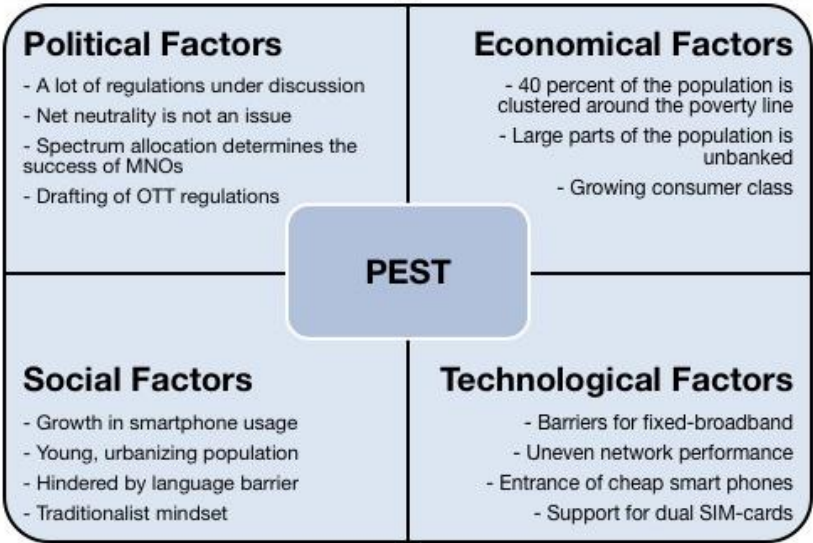 Political Factors
- A lot of regulations under discussion
- Net neutrality is not an issue
- Spectrum allocation determines the
success of MNOs
- Drafting of OTT regulations
Economical Factors
- 40 percent of the population is
clustered around the poverty line
- Large parts of the population is
unbanked
- Growing consumer class
PEST
Social Factors
- Growth in smartphone usage
- Young, urbanizing population
- Hindered by language barrier
- Traditionalist mindset
Technological Factors
- Barriers for fixed-broadband
- Uneven network performance
- Entrance of cheap smart phones
- Support for dual SIM-cards